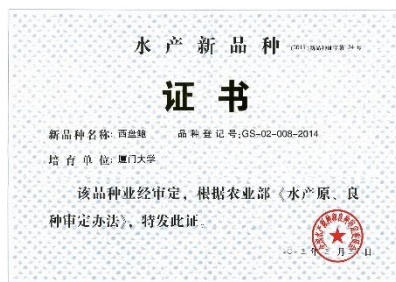 水产新品种
证书
新品种名称:西盘鲍 品种登记号:GS-02-008-2014
培育单位:厦门大学
该品种业经审定,根据农业部《水产原、良
种审定办法》,特发此证。